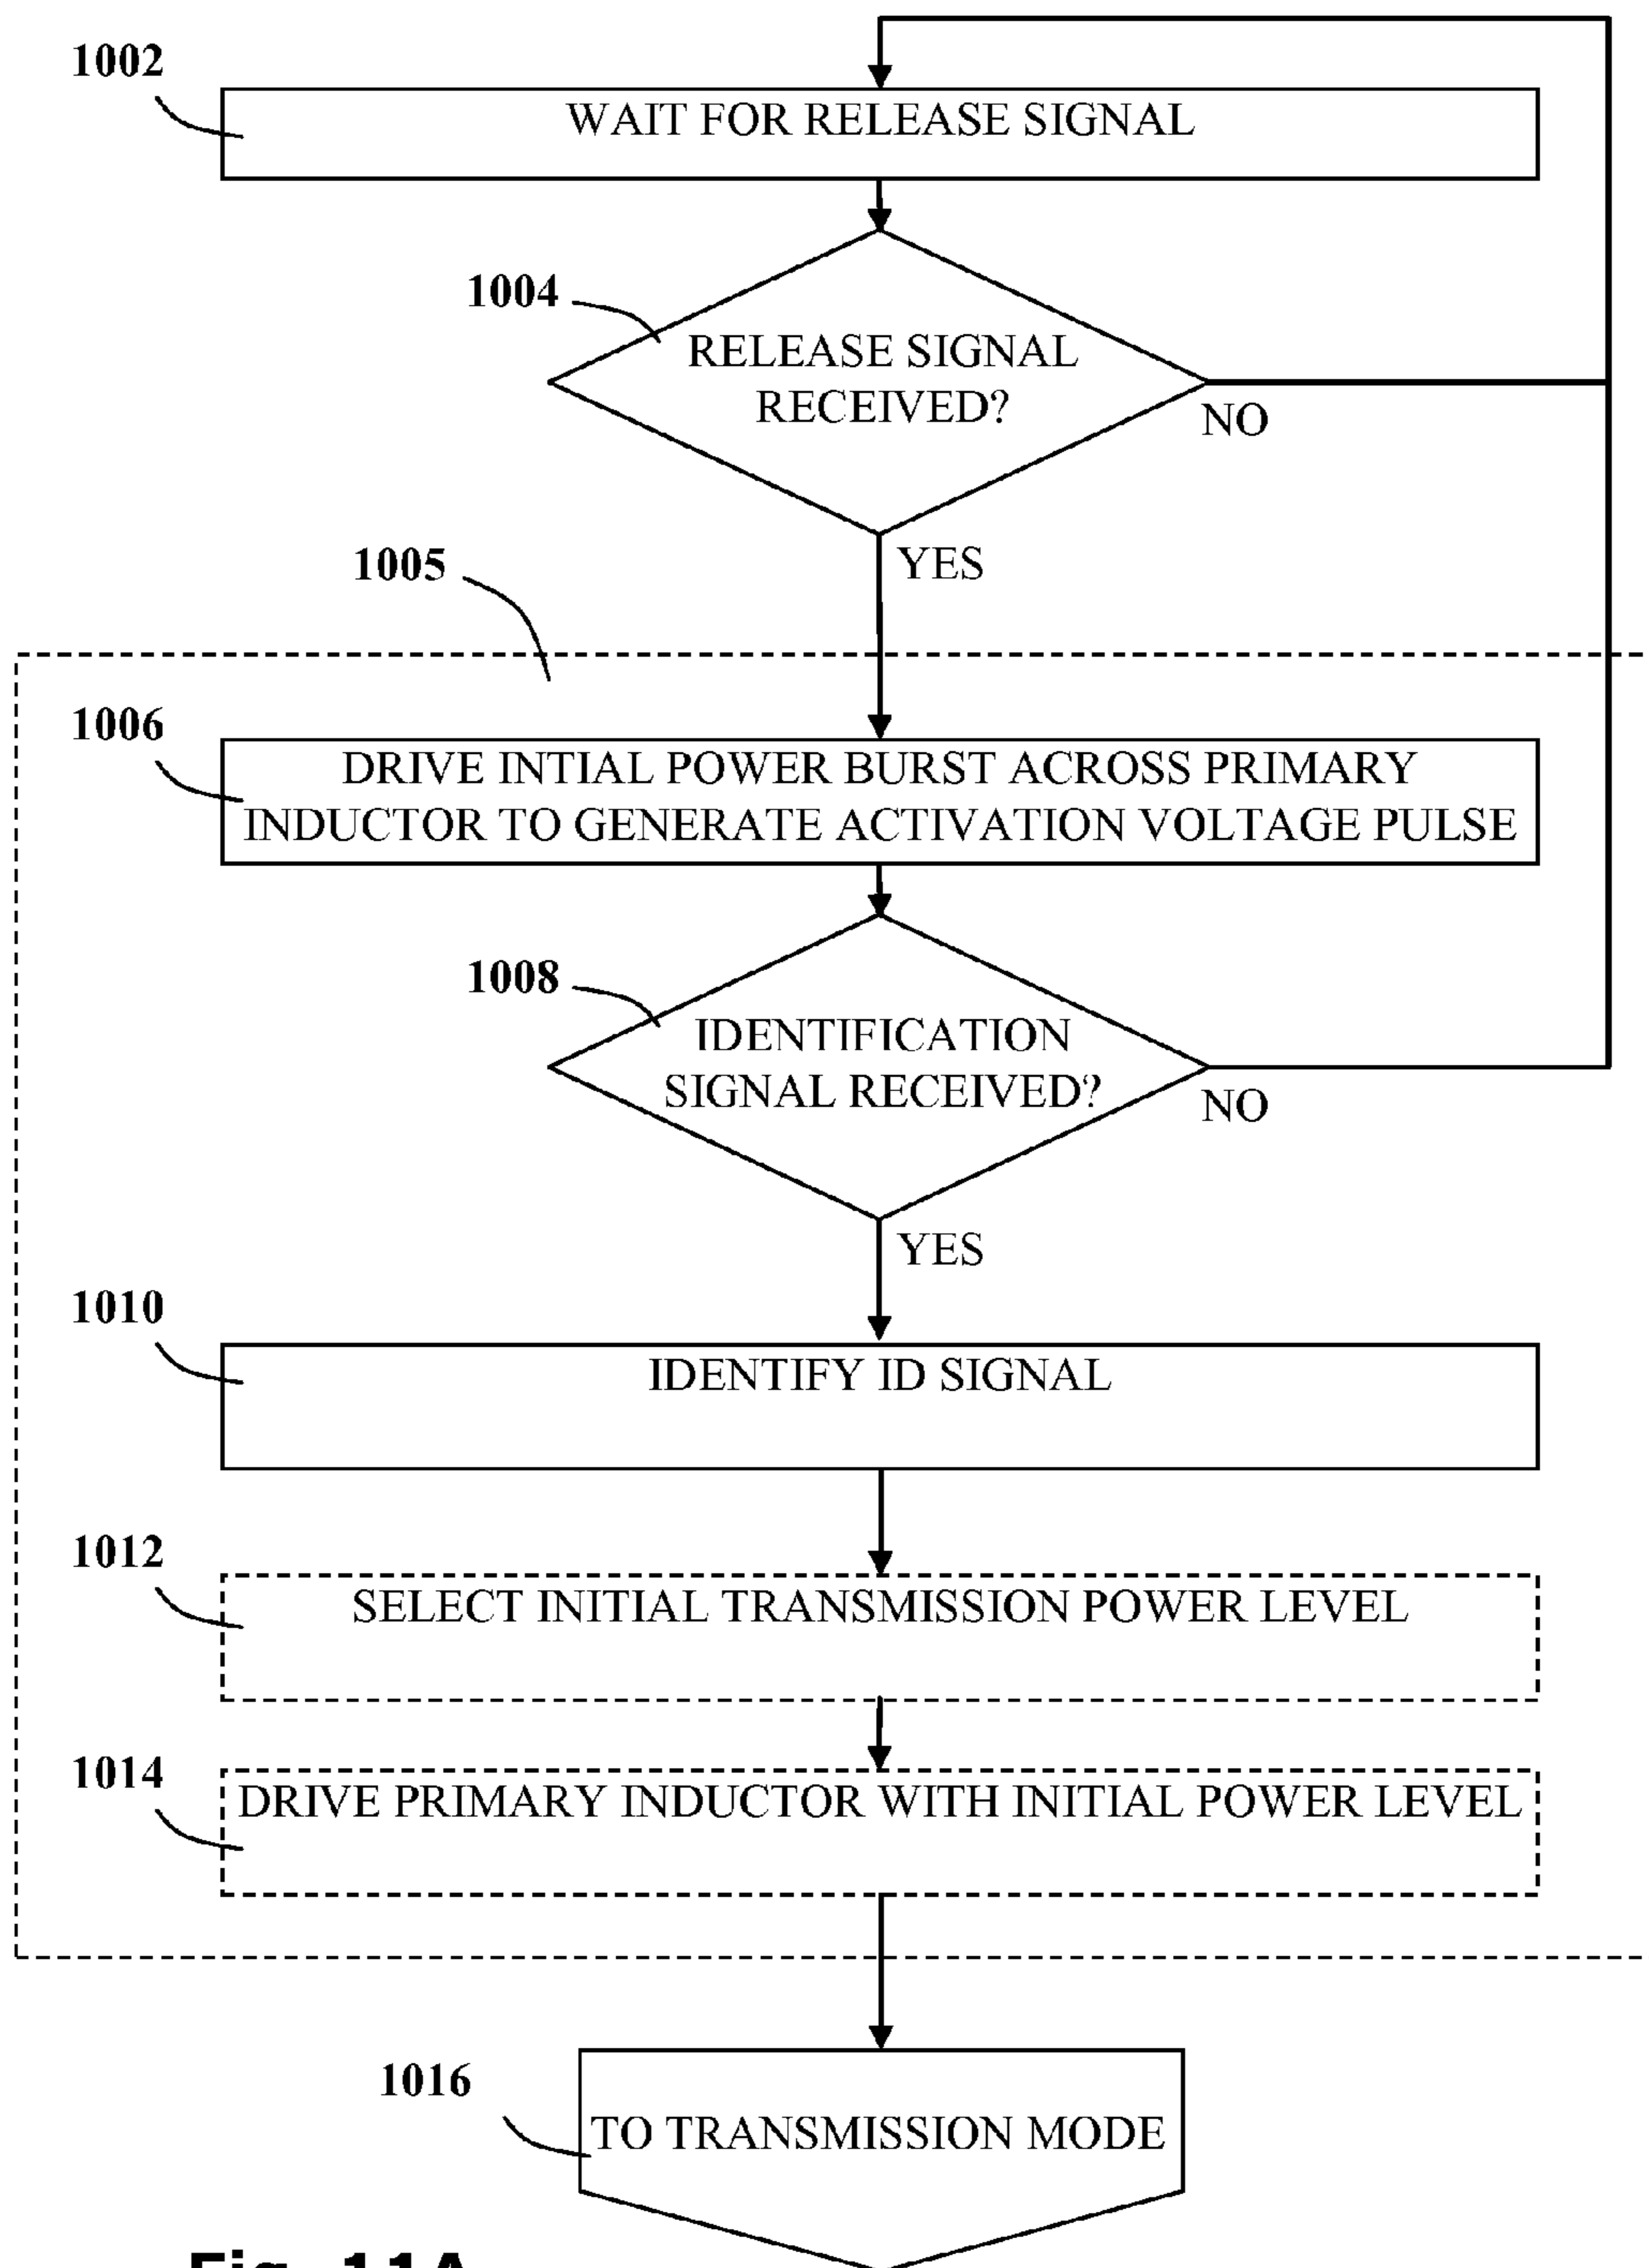 1002
WAIT FOR RELEASE SIGNAL
1004
RELEASE SIGNAL
RECEIVED?
NO
YES
1005
1006
DRIVE INTIAL POWER BURST ACROSS PRIMARY
INDUCTOR TO GENERATE ACTIVATION VOLTAGE PULSE
1008
IDENTIFICATION
SIGNAL RECEIVED?
NO
YES
1010
IDENTIFY ID SIGNAL
1012
SELECT INITIAL TRANSMISSION POWER LEVEL
1014
DRIVE PRIMARY INDUCTOR WITH INITIAL POWER LEVEL
1016
TO TRANSMISSION MODE
Fig. 11A